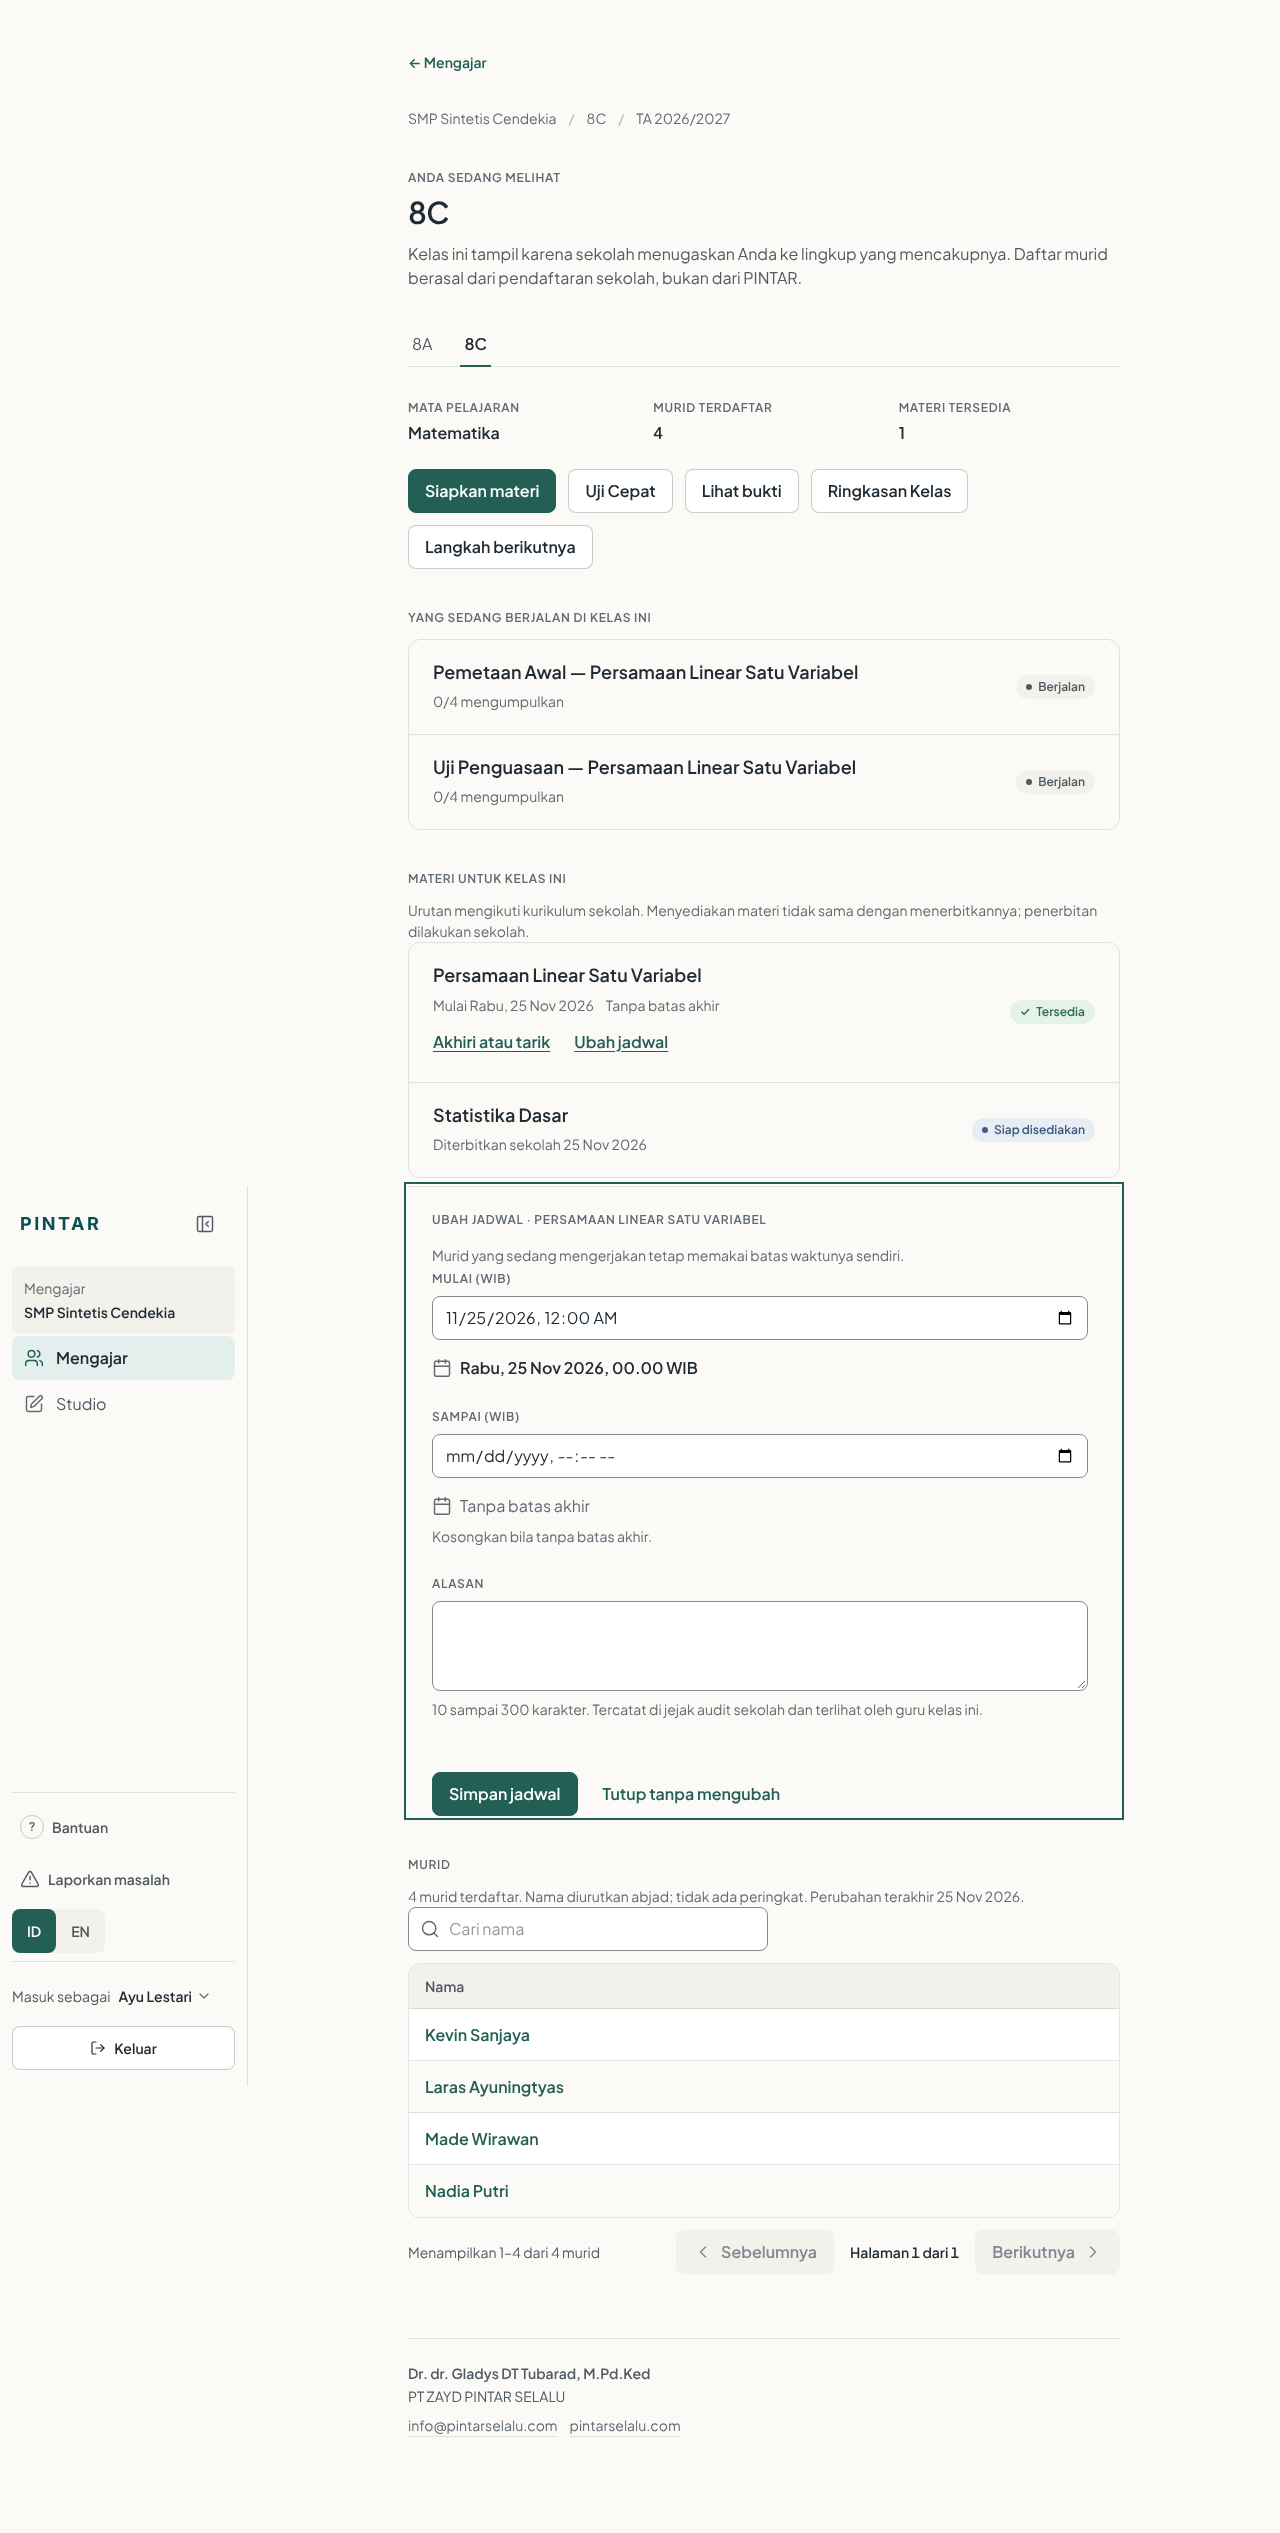 ← Mengajar
SMP Sintetis Cendekia / 8C / TA 2026/2027
ANDA SEDANG MELIHAT
8C
Kelas ini tampil karena sekolah menugaskan Anda ke lingkup yang mencakupnya. Daftar murid
berasal dari pendaftaran sekolah, bukan dari PINTAR.
8A 8C
MATA PELAJARAN MURID TERDAFTAR MATERI TERSEDIA
Matematika 4 1
Siapkan materi Uji Cepat Lihat bukti Ringkasan Kelas
Langkah berikutnya
YANG SEDANG BERJALAN DI KELAS INI
Pemetaan Awal — Persamaan Linear Satu Variabel
0/4 mengumpulkan
Berjalan
Uji Penguasaan — Persamaan Linear Satu Variabel
0/4 mengumpulkan
Berjalan
MATERI UNTUK KELAS INI
Urutan mengikuti kurikulum sekolah. Menyediakan materi tidak sama dengan menerbitkannya; penerbitan
dilakukan sekolah.
Persamaan Linear Satu Variabel
Mulai Rabu, 25 Nov 2026 Tanpa batas akhir
Tersedia
Akhiri atau tarik Ubah jadwal
Statistika Dasar
Diterbitkan sekolah 25 Nov 2026
Siap disediakan
UBAH JADWAL · PERSAMAAN LINEAR SATU VARIABEL
Murid yang sedang mengerjakan tetap memakai batas waktunya sendiri.
MULAI (WIB)
11/25/2026, 12:00 AM
Rabu, 25 Nov 2026, 00.00 WIB
SAMPAI (WIB)
mm/dd/yyyy, --:-- --
Tanpa batas akhir
Kosongkan bila tanpa batas akhir.
ALASAN
10 sampai 300 karakter. Tercatat di jejak audit sekolah dan terlihat oleh guru kelas ini.
Simpan jadwal Tutup tanpa mengubah
PINTAR
Mengajar
SMP Sintetis Cendekia
Mengajar
Studio
? Bantuan
Laporkan masalah
ID EN
Masuk sebagai Ayu Lestari
Keluar
MURID
4 murid terdaftar. Nama diurutkan abjad; tidak ada peringkat. Perubahan terakhir 25 Nov 2026.
Cari nama
Nama
Kevin Sanjaya
Laras Ayuningtyas
Made Wirawan
Nadia Putri
Menampilkan 1–4 dari 4 murid Sebelumnya Halaman 1 dari 1 Berikutnya
Dr. dr. Gladys DT Tubarad, M.Pd.Ked
PT ZAYD PINTAR SELALU
info@pintarselalu.com pintarselalu.com